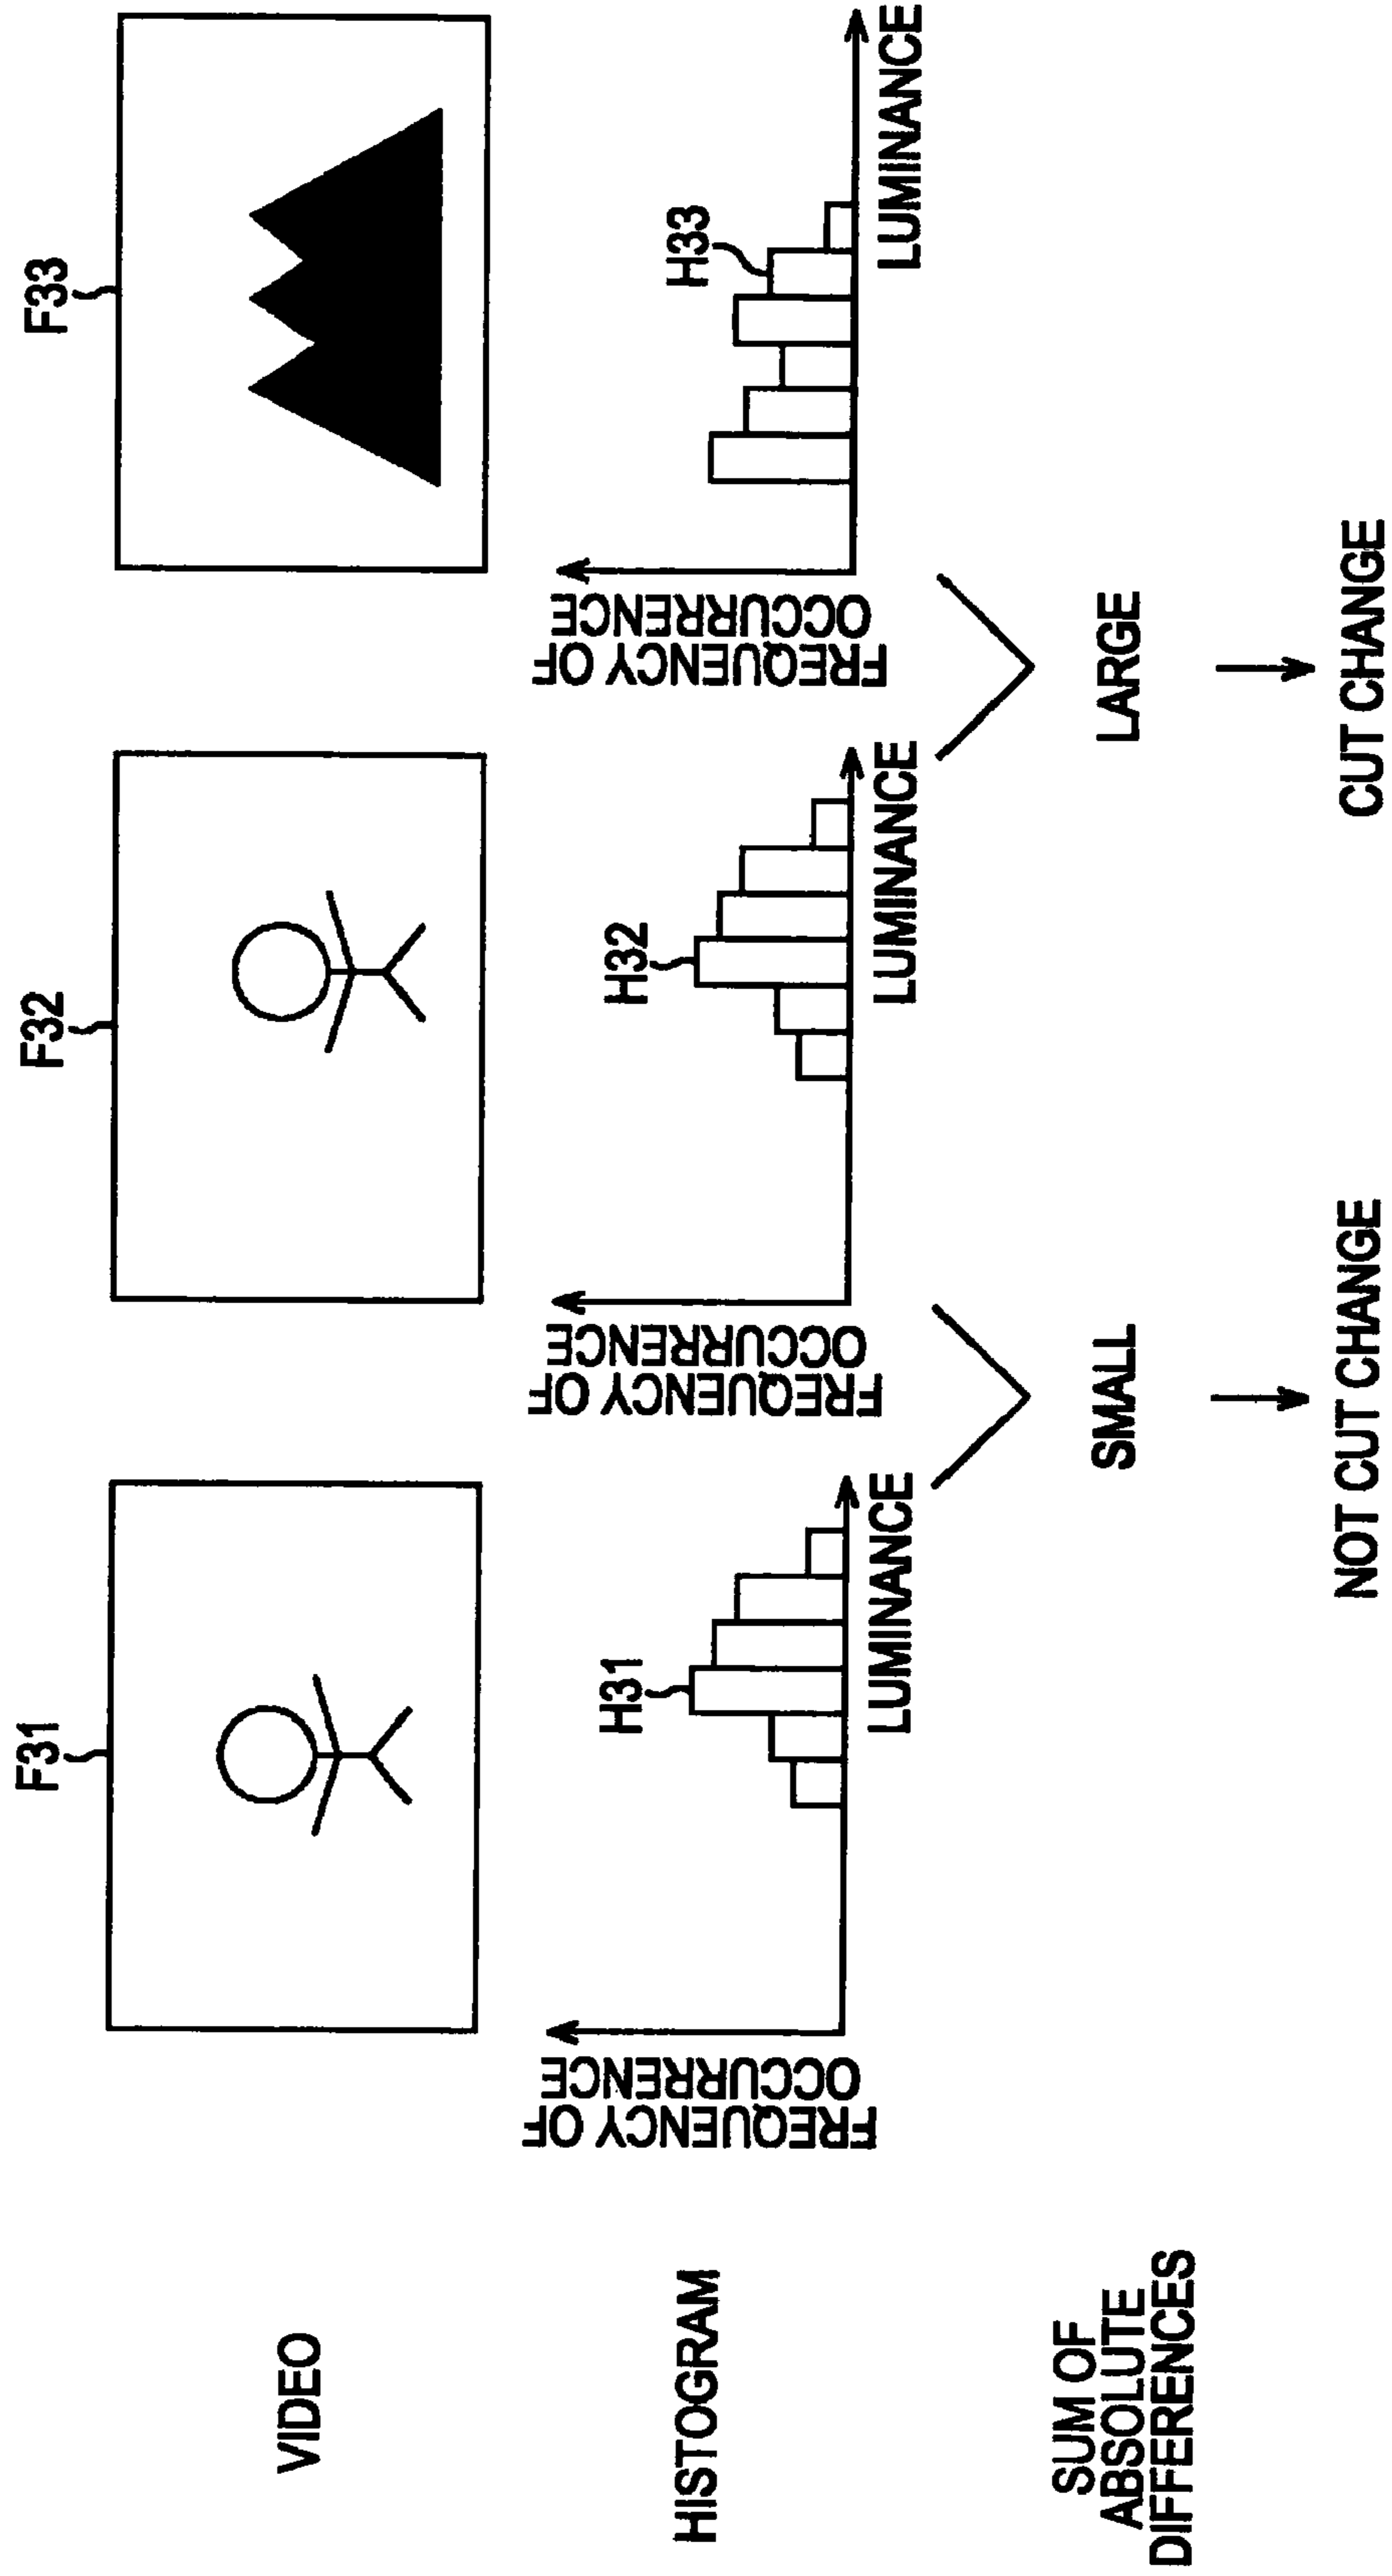 VIDEO
F31
F32
F33
HISTOGRAM
FREQUENCY OF
OCCURRENCE
H31
LUMINANCE
FREQUENCY OF
OCCURRENCE
H32
LUMINANCE
FREQUENCY OF
OCCURRENCE
H33
LUMINANCE
SUM OF
ABSOLUTE
DIFFERENCES
SMALL
LARGE
NOT CUT CHANGE
CUT CHANGE